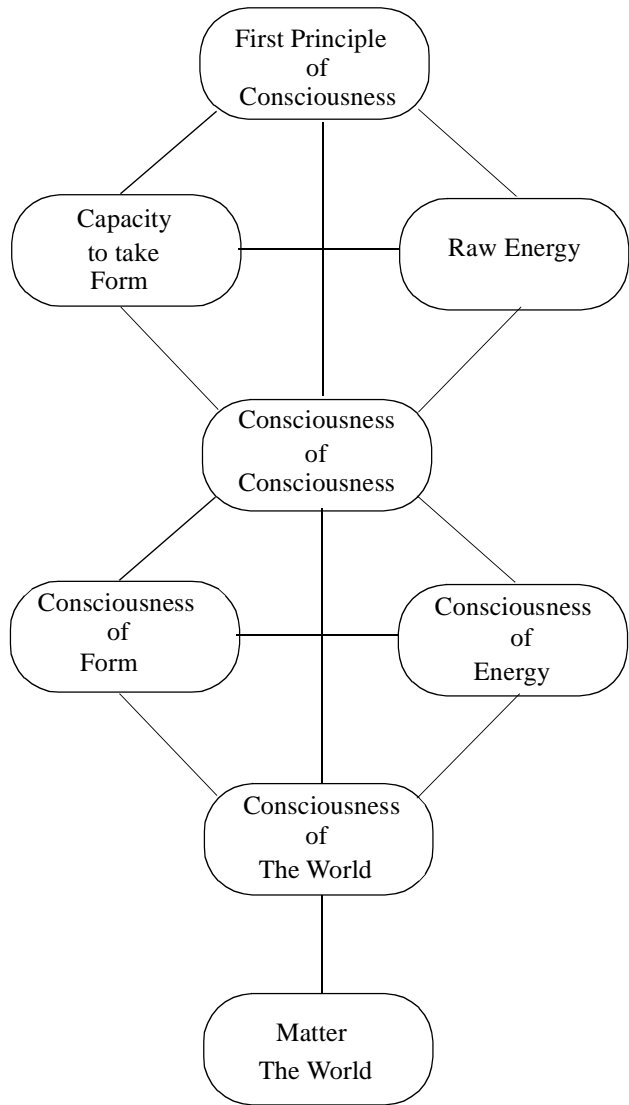 First Principle
of
Consciousness
Capacity
to take
Form
Raw Energy
Consciousness
of
Consciousness
Consciousness
of
Form
Consciousness
of
Energy
Consciousness
of
The World
Matter
The World